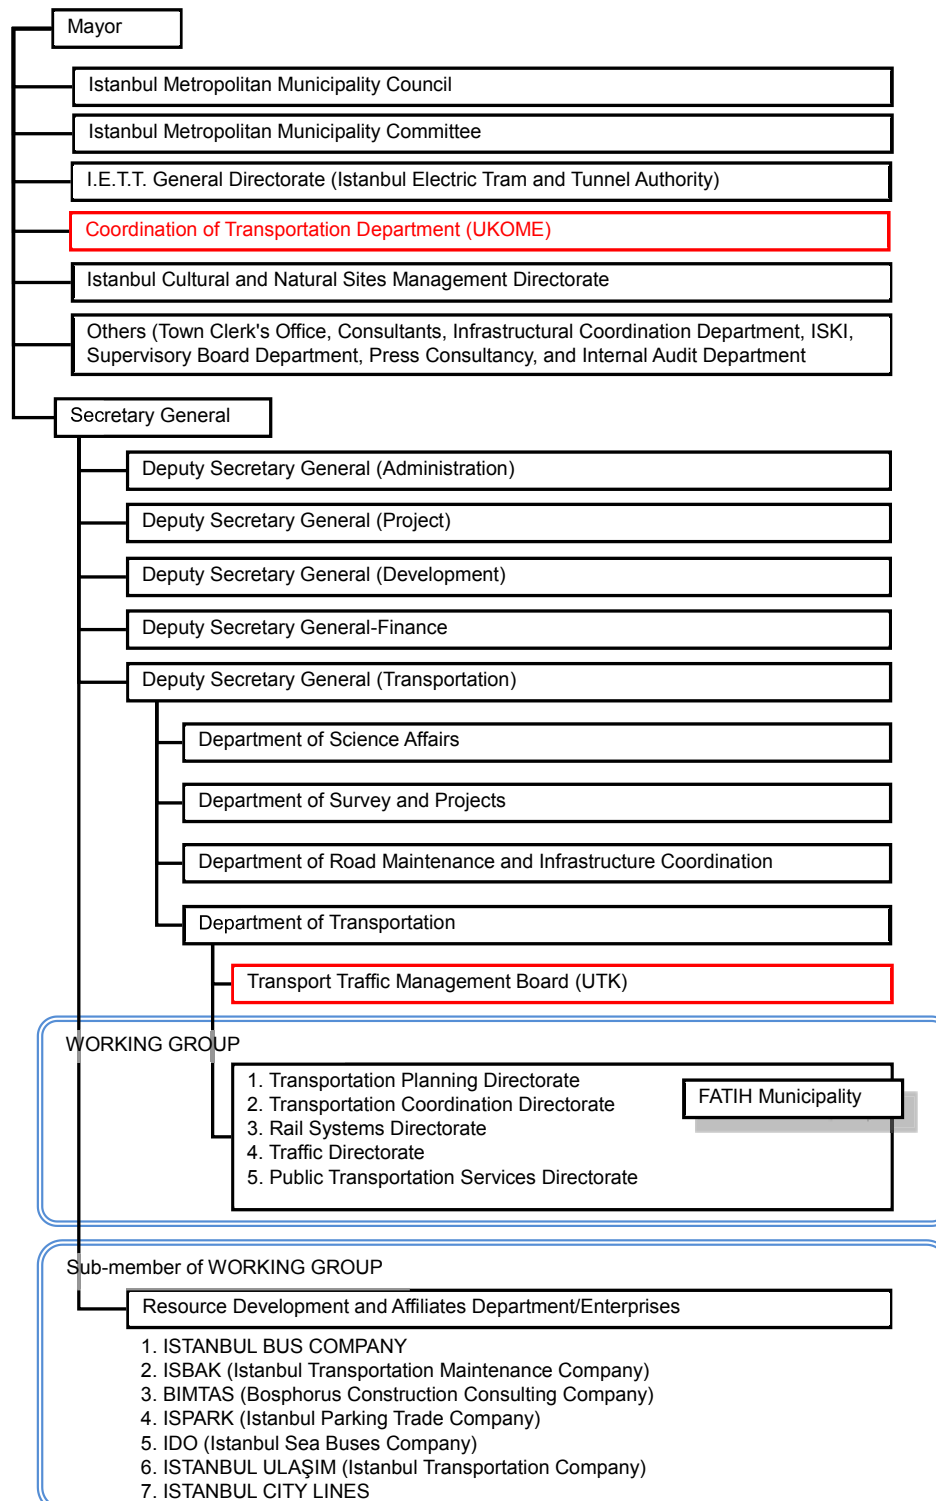 Mayor
Istanbul Metropolitan Municipality Council
Istanbul Metropolitan Municipality Committee
I.E.T.T. General Directorate (Istanbul Electric Tram and Tunnel Authority)
Coordination of Transportation Department (UKOME)
Istanbul Cultural and Natural Sites Management Directorate
Others (Town Clerk's Office, Consultants, Infrastructural Coordination Department, ISKI,
Supervisory Board Department, Press Consultancy, and Internal Audit Department
Secretary General
Deputy Secretary General (Administration)
Deputy Secretary General (Project)
Deputy Secretary General (Development)
Deputy Secretary General-Finance
Deputy Secretary General (Transportation)
Department of Science Affairs
Department of Survey and Projects
Department of Road Maintenance and Infrastructure Coordination
Department of Transportation
Transport Traffic Management Board (UTK)
WORKING GROUP
1. Transportation Planning Directorate
2. Transportation Coordination Directorate
3. Rail Systems Directorate
4. Traffic Directorate
5. Public Transportation Services Directorate
FATIH Municipality
Sub-member of WORKING GROUP
Resource Development and Affiliates Department/Enterprises
1. ISTANBUL BUS COMPANY
2. ISBAK (Istanbul Transportation Maintenance Company)
3. BIMTAS (Bosphorus Construction Consulting Company)
4. ISPARK (Istanbul Parking Trade Company)
5. IDO (Istanbul Sea Buses Company)
6. ISTANBUL ULAŞIM (Istanbul Transportation Company)
7. ISTANBUL CITY LINES